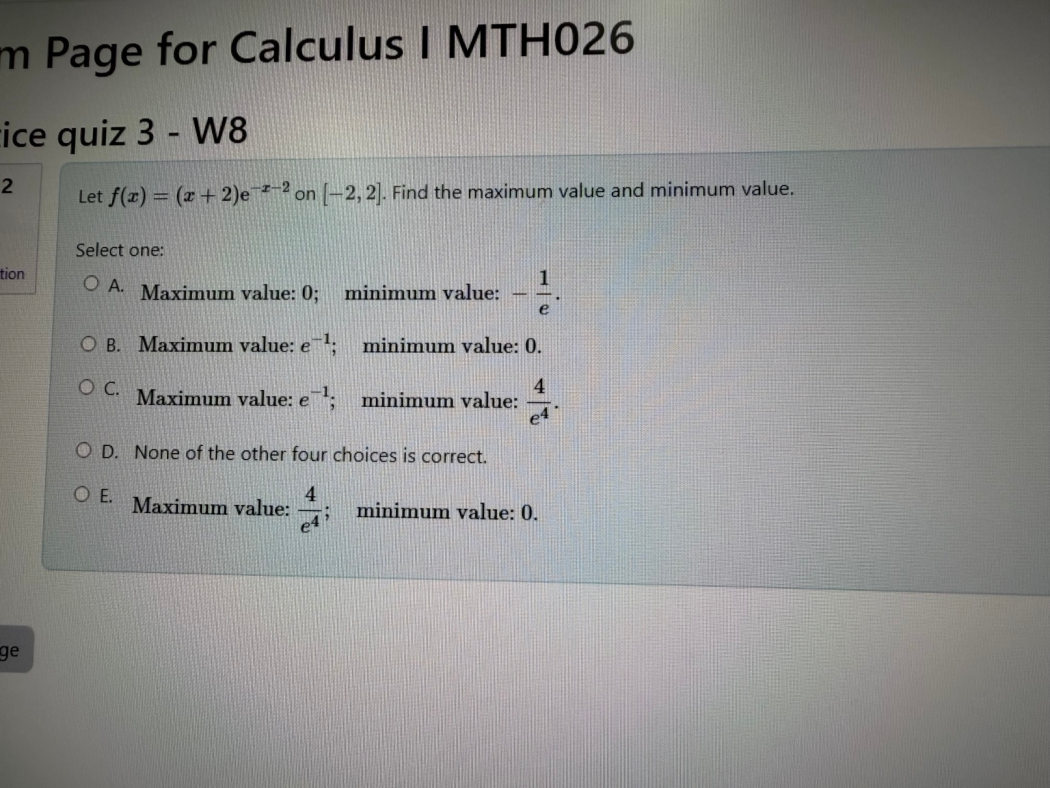 m Page for Calculus I MTH026
ice quiz 3 - W8
2
tion
Let f(x) = (x + 2)e^{-x-2} on [-2, 2]. Find the maximum value and minimum value.
Select one:
A. Maximum value: 0; minimum value: -\frac{1}{e}.
B. Maximum value: e^{-1}; minimum value: 0.
C. Maximum value: e^{-1}; minimum value: \frac{4}{e^4}.
D. None of the other four choices is correct.
E. Maximum value: \frac{4}{e^4}; minimum value: 0.
ge